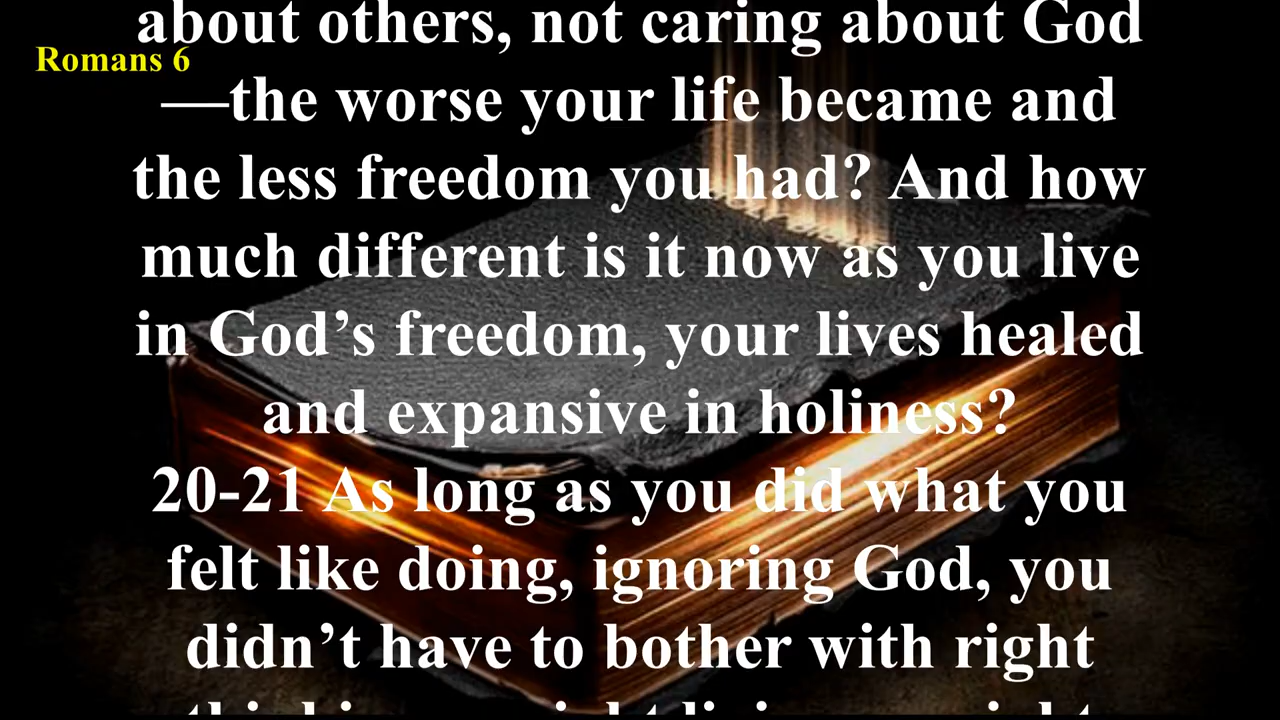 about others, not caring about God
Romans 6
—the worse your life became and
the less freedom you had? And how
much different is it now as you live
in God’s freedom, your lives healed
and expansive in holiness?
20-21 As long as you did what you
felt like doing, ignoring God, you
didn’t have to bother with right